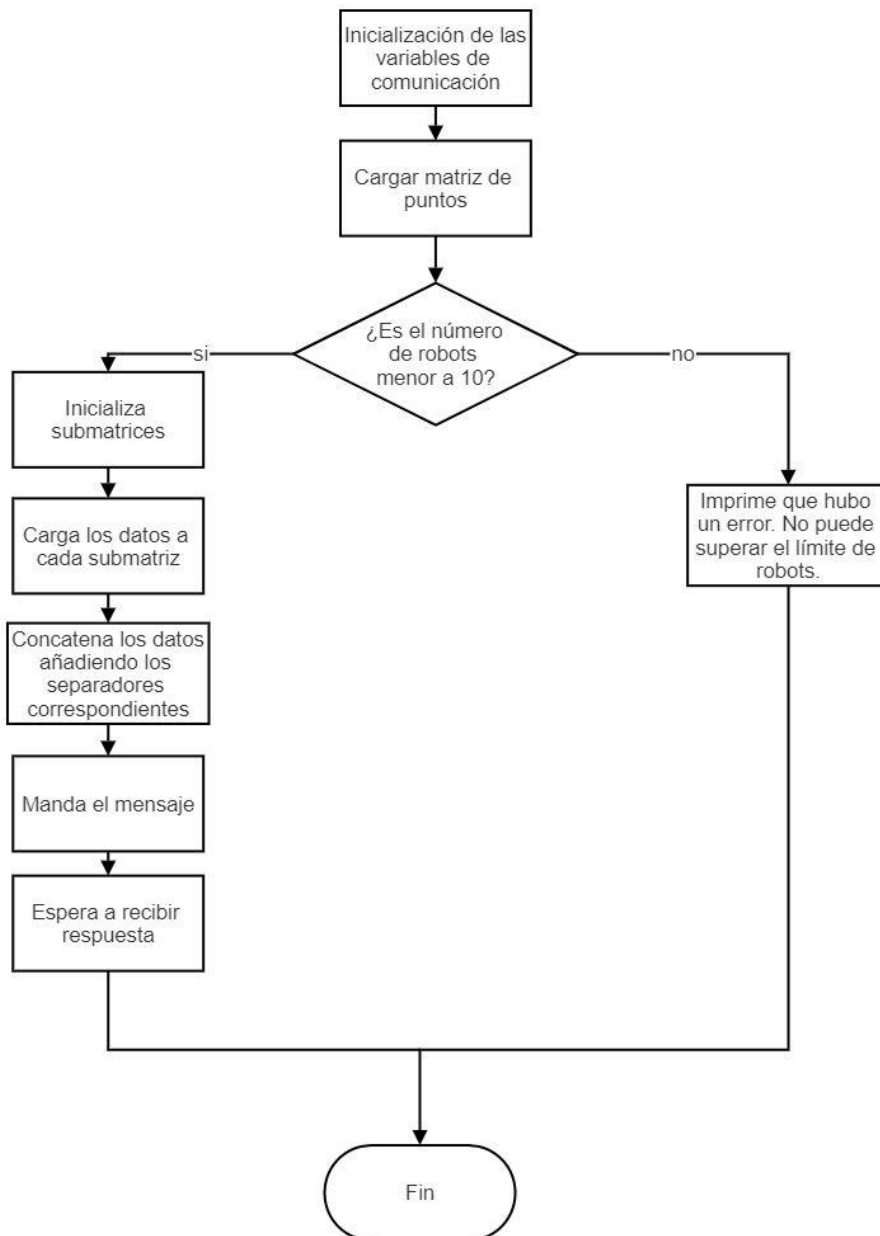 Inicialización de las
variables de
comunicación
Cargar matriz de
puntos
¿Es el número
de robots
menor a 10?
si
no
Inicializa
submatrices
Carga los datos a
cada submatriz
Concatena los datos
añadiendo los
separadores
correspondientes
Manda el mensaje
Espera a recibir
respuesta
Imprime que hubo
un error. No puede
superar el límite de
robots.
Fin